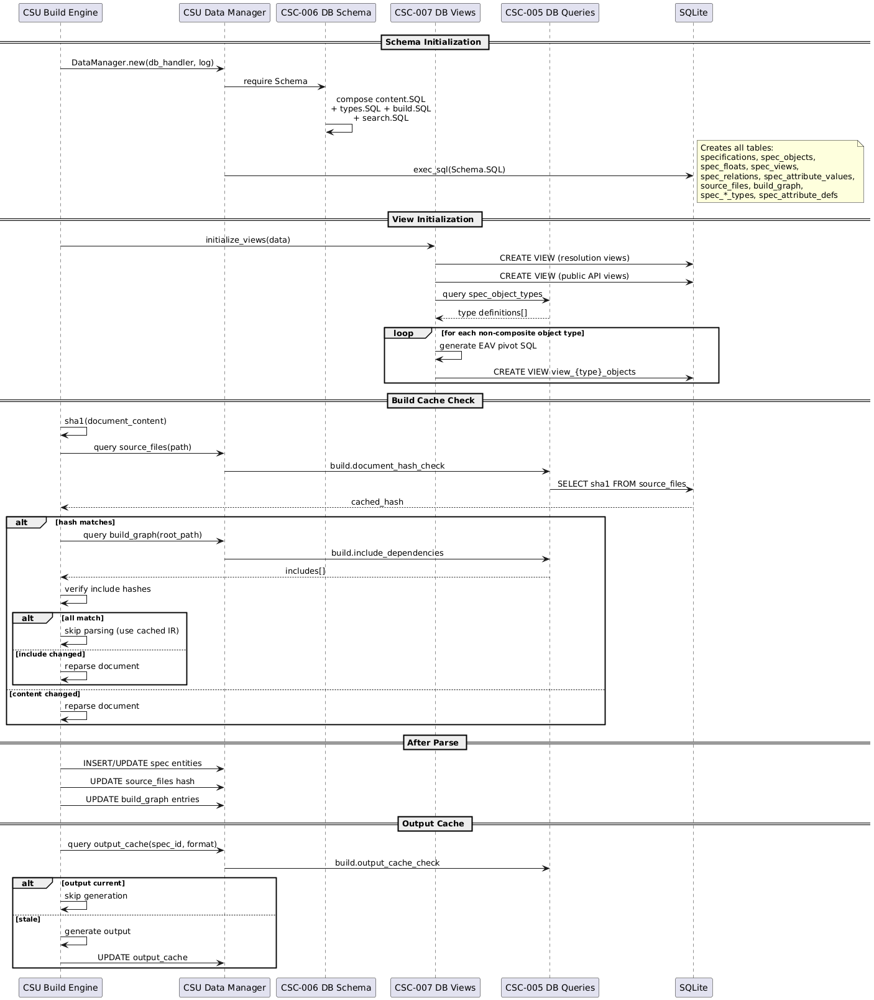 CSU Build Engine
CSU Data Manager
CSC-006 DB Schema
CSC-007 DB Views
CSC-005 DB Queries
SQLite
Schema Initialization
DataManager.new(db_handler, log)
require Schema
compose content.SQL
+ types.SQL + build.SQL
+ search.SQL
exec_sql(Schema.SQL)
Creates all tables:
specifications, spec_objects,
spec_floats, spec_views,
spec_relations, spec_attribute_values,
source_files, build_graph,
spec_*_types, spec_attribute_defs
View Initialization
initialize_views(data)
CREATE VIEW (resolution views)
CREATE VIEW (public API views)
query spec_object_types
type definitions[]
loop
[for each non-composite object type]
generate EAV pivot SQL
CREATE VIEW view_{type}_objects
Build Cache Check
sha1(document_content)
query source_files(path)
build.document_hash_check
SELECT sha1 FROM source_files
cached_hash
alt
[hash matches]
query build_graph(root_path)
build.include_dependencies
includes[]
verify include hashes
alt
[all match]
skip parsing (use cached IR)
[include changed]
reparse document
[content changed]
reparse document
After Parse
INSERT/UPDATE spec entities
UPDATE source_files hash
UPDATE build_graph entries
Output Cache
query output_cache(spec_id, format)
build.output_cache_check
alt
[output current]
skip generation
[stale]
generate output
UPDATE output_cache
CSU Build Engine
CSU Data Manager
CSC-006 DB Schema
CSC-007 DB Views
CSC-005 DB Queries
SQLite